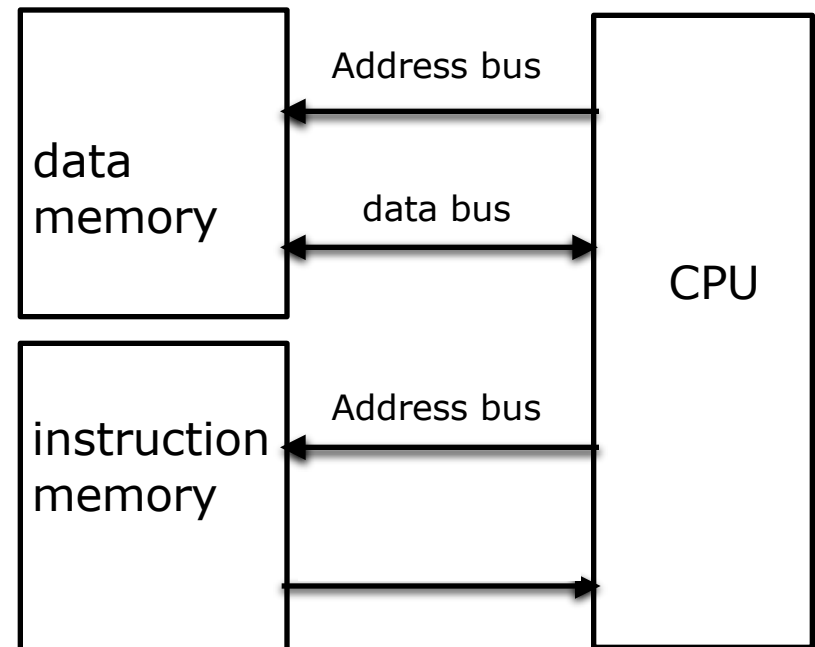 Address bus
data
memory
data bus
CPU
Address bus
instruction
memory